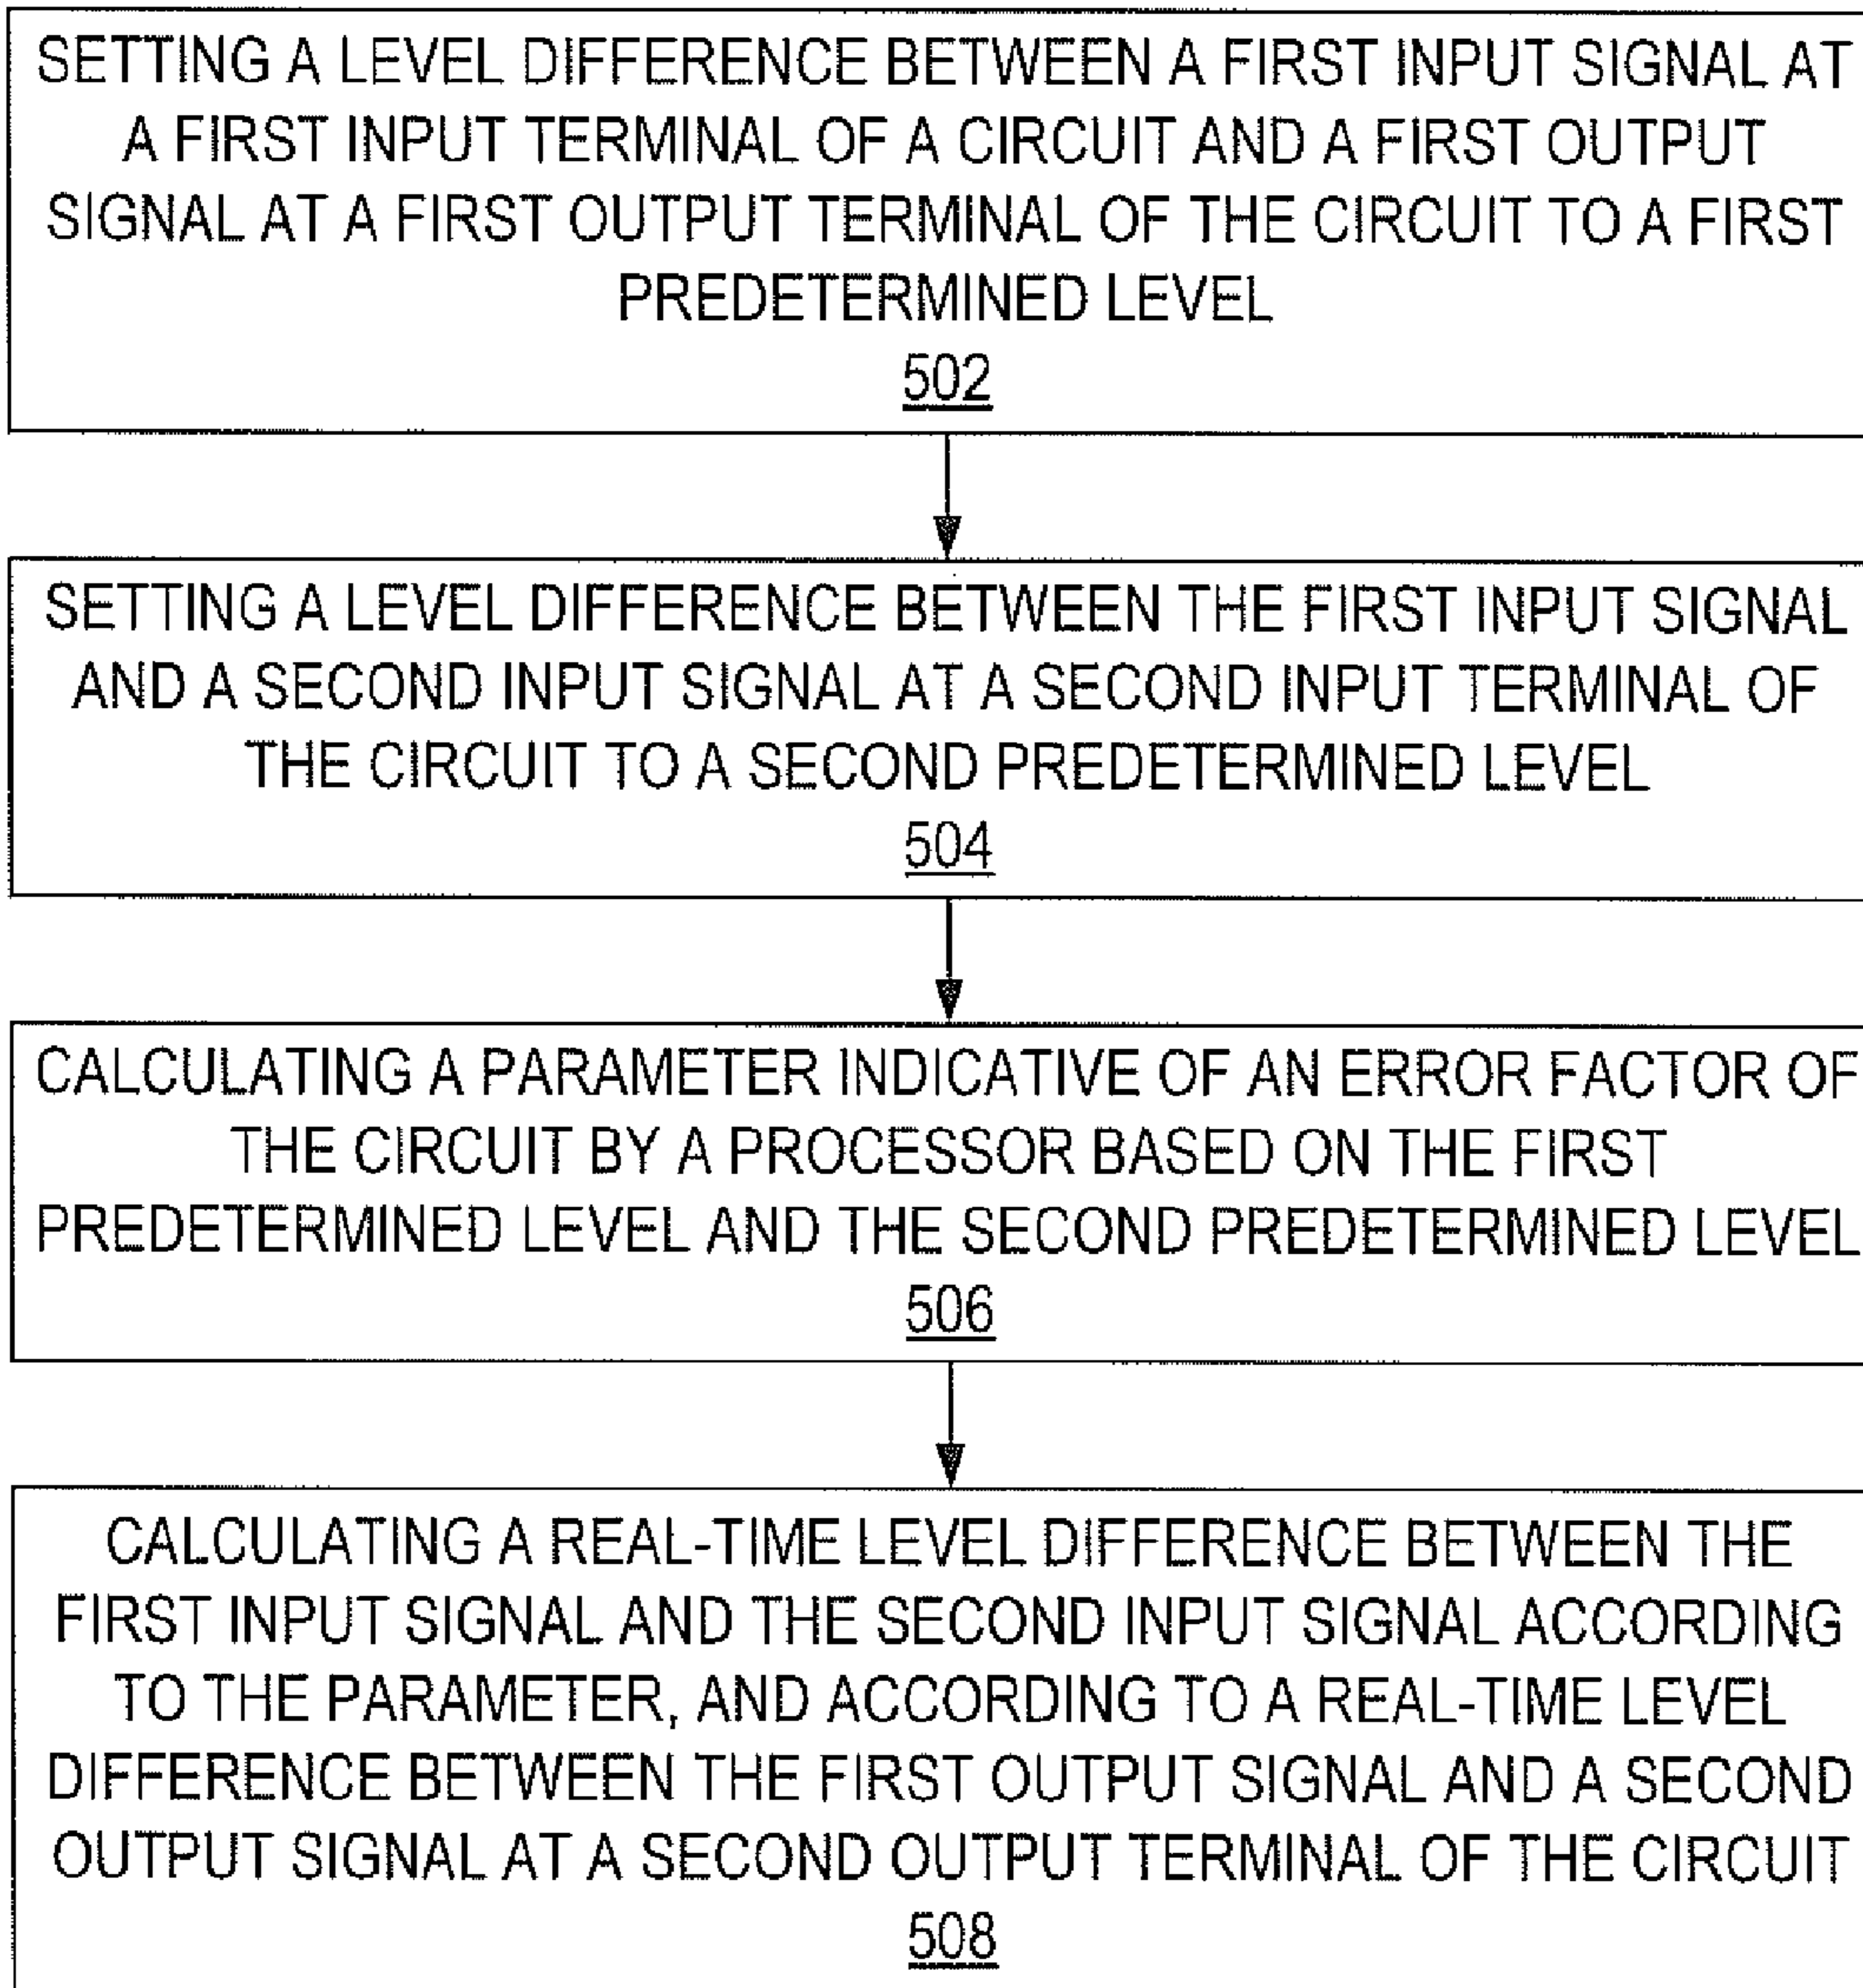 SETTING A LEVEL DIFFERENCE BETWEEN A FIRST INPUT SIGNAL AT
A FIRST INPUT TERMINAL OF A CIRCUIT AND A FIRST OUTPUT
SIGNAL AT A FIRST OUTPUT TERMINAL OF THE CIRCUIT TO A FIRST
PREDETERMINED LEVEL
502
SETTING A LEVEL DIFFERENCE BETWEEN THE FIRST INPUT SIGNAL
AND A SECOND INPUT SIGNAL AT A SECOND INPUT TERMINAL OF
THE CIRCUIT TO A SECOND PREDETERMINED LEVEL
504
CALCULATING A PARAMETER INDICATIVE OF AN ERROR FACTOR OF
THE CIRCUIT BY A PROCESSOR BASED ON THE FIRST
PREDETERMINED LEVEL AND THE SECOND PREDETERMINED LEVEL
506
CALCULATING A REAL-TIME LEVEL DIFFERENCE BETWEEN THE
FIRST INPUT SIGNAL AND THE SECOND INPUT SIGNAL ACCORDING
TO THE PARAMETER, AND ACCORDING TO A REAL-TIME LEVEL
DIFFERENCE BETWEEN THE FIRST OUTPUT SIGNAL AND A SECOND
OUTPUT SIGNAL AT A SECOND OUTPUT TERMINAL OF THE CIRCUIT
508